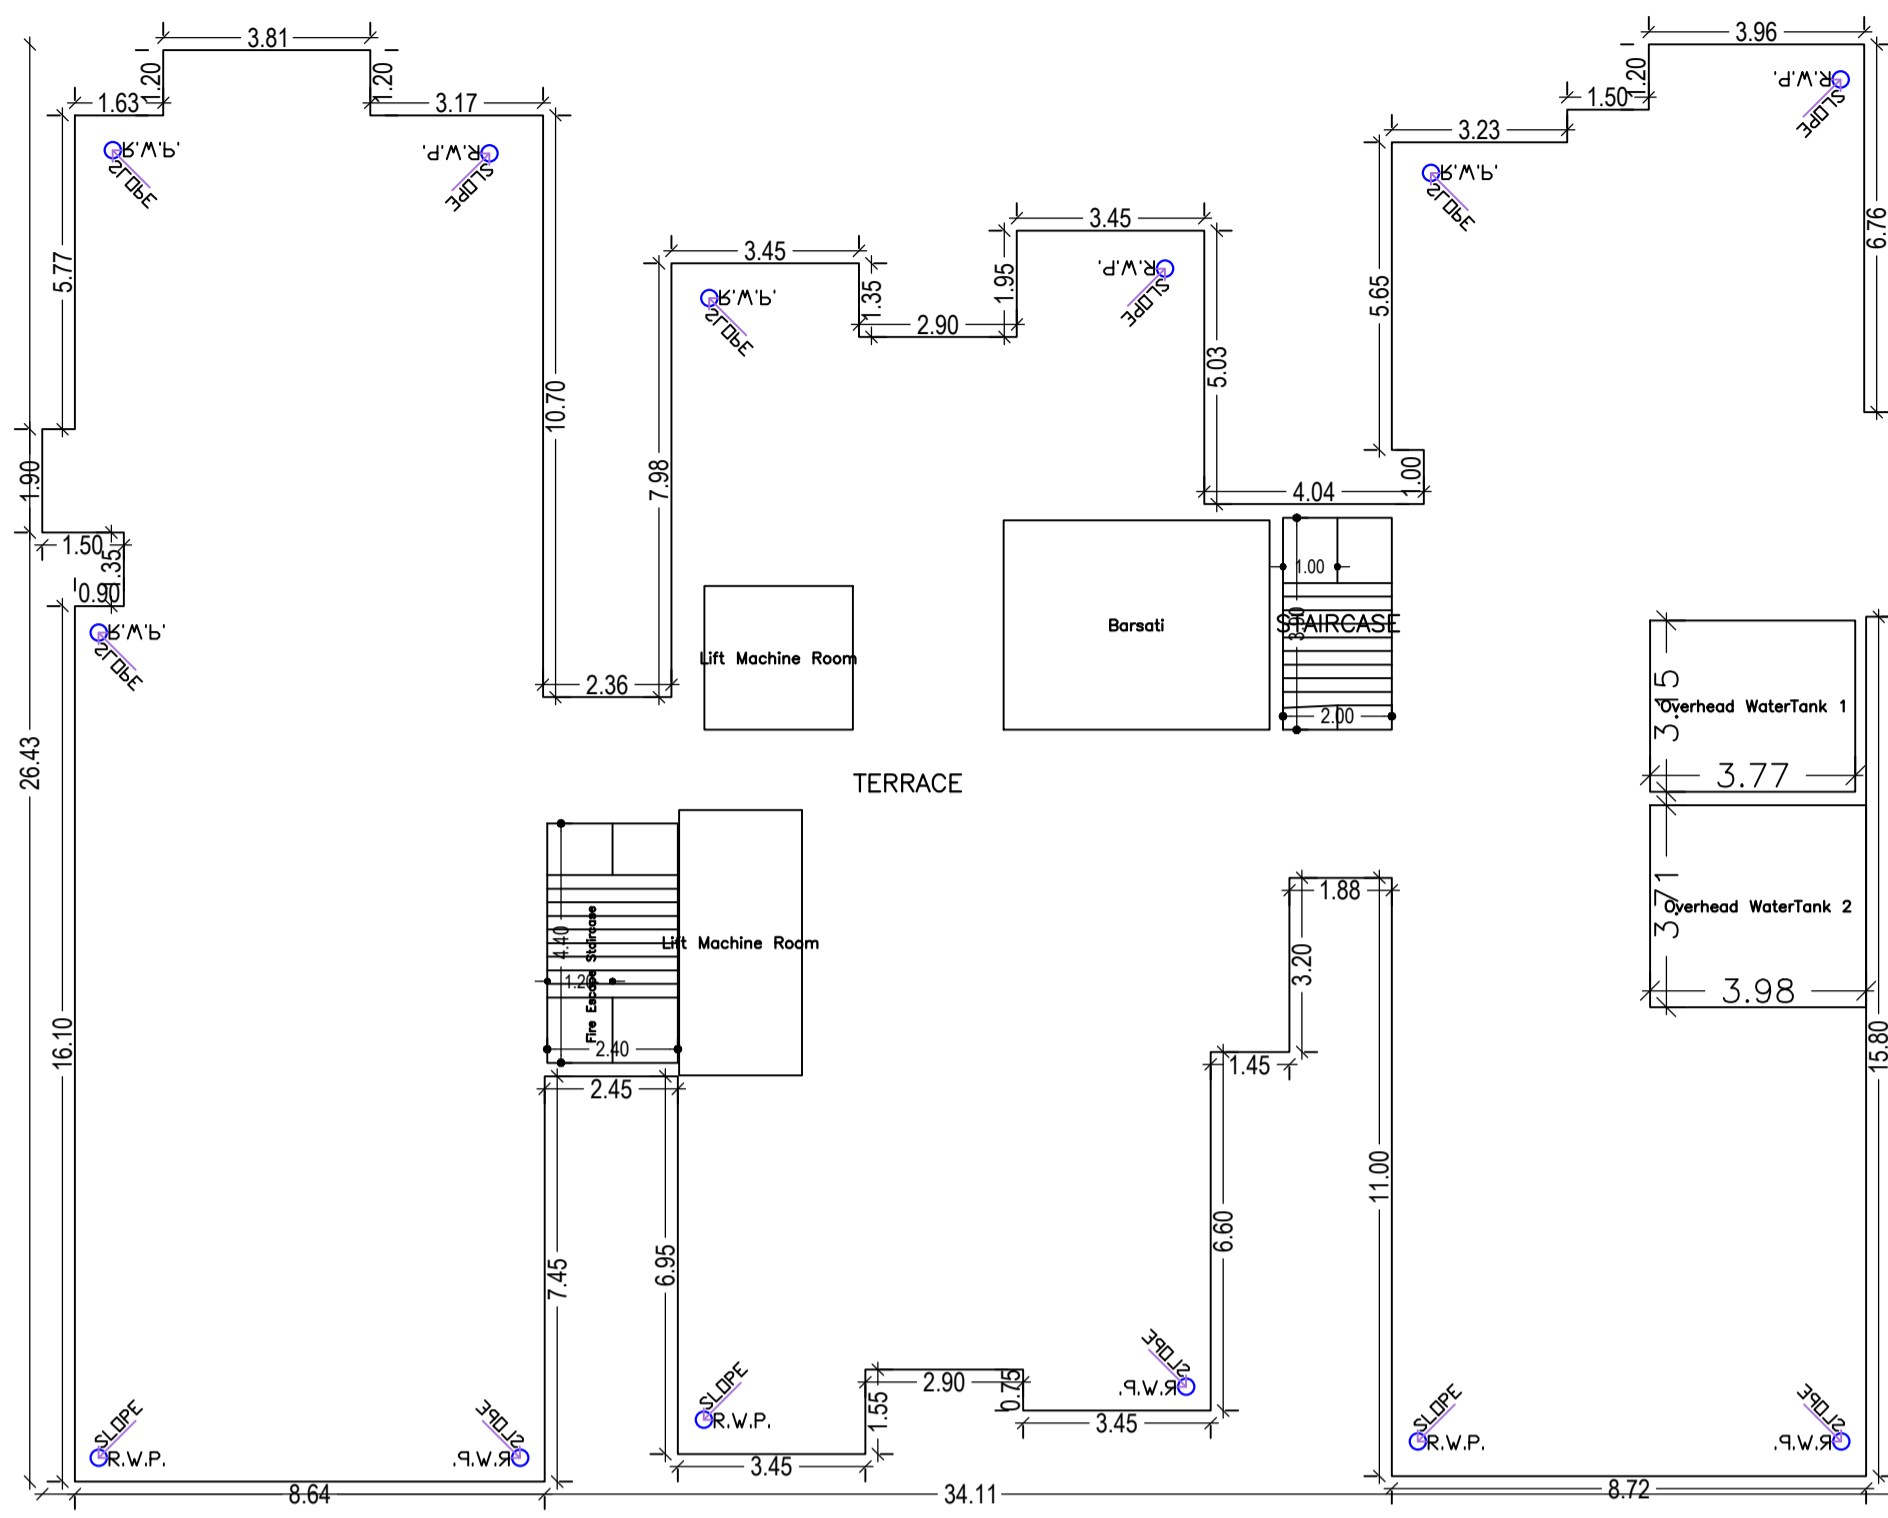 3.81
3.96
1.20
1.20
1.20
1.63
3.17
1.50
3.23
R.W.P.
SLOPE
R.W.P.
SLOPE
R.W.P.
SLOPE
R.W.P.
SLOPE
6.76
3.45
3.45
5.77
1.95
1.35
2.90
5.65
R.W.P.
SLOPE
R.W.P.
SLOPE
5.03
10.70
7.98
1.90
4.04
1.00
1.50
1.35
0.90
1.00
3.90
STAIRCASE
Barsati
R.W.P.
SLOPE
Lift Machine Room
2.36
3.15
Overhead WaterTank 1
2.00
3.77
26.43
TERRACE
1.88
3.71
Overhead WaterTank 2
4.40
Fire Escape Staircase
Lift Machine Room
1.20
3.20
3.98
2.40
16.10
15.80
2.45
1.45
11.00
6.60
7.45
6.95
2.90
0.75
1.55
3.45
SLOPE
R.W.P.
SLOPE
R.W.P.
SLOPE
R.W.P.
SLOPE
R.W.P.
SLOPE
R.W.P.
SLOPE
R.W.P.
3.45
8.64
34.11
8.72